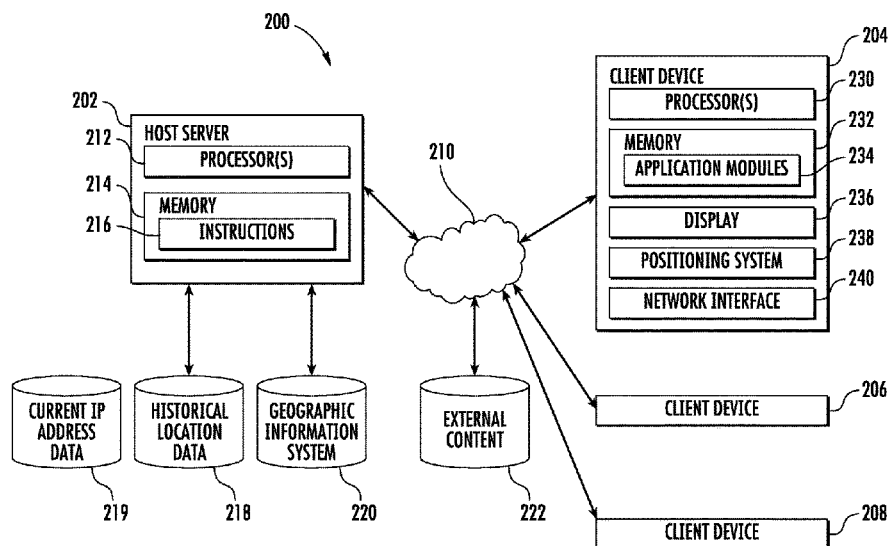 200
204
CLIENT DEVICE
230
PROCESSOR(S)
202
HOST SERVER
212
PROCESSOR(S)
232
MEMORY
234
APPLICATION MODULES
214
MEMORY
216
INSTRUCTIONS
210
236
DISPLAY
238
POSITIONING SYSTEM
240
NETWORK INTERFACE
CURRENT IP
ADDRESS
DATA
HISTORICAL
LOCATION
DATA
GEOGRAPHIC
INFORMATION
SYSTEM
EXTERNAL
CONTENT
CLIENT DEVICE
206
219
218
220
222
CLIENT DEVICE
208